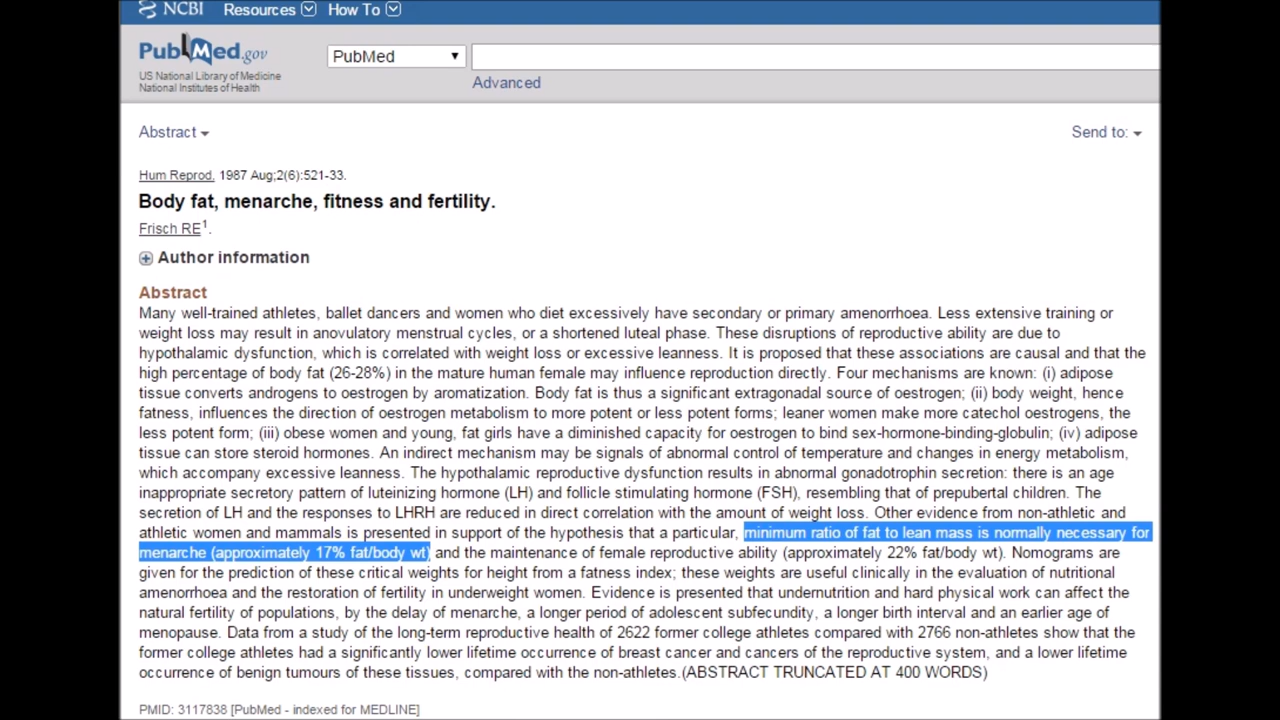 NCBI Resources How To
PubMed.gov
US National Library of Medicine
National Institutes of Health
PubMed
Advanced
Abstract
Send to:
Hum Reprod. 1987 Aug;2(6):521-33.
Body fat, menarche, fitness and fertility.
Frisch RE1.
Author information
Abstract
Many well-trained athletes, ballet dancers and women who diet excessively have secondary or primary amenorrhoea. Less extensive training or
weight loss may result in anovulatory menstrual cycles, or a shortened luteal phase. These disruptions of reproductive ability are due to
hypothalamic dysfunction, which is correlated with weight loss or excessive leanness. It is proposed that these associations are causal and that the
high percentage of body fat (26-28%) in the mature human female may influence reproduction directly. Four mechanisms are known: (i) adipose
tissue converts androgens to oestrogen by aromatization. Body fat is thus a significant extragonadal source of oestrogen; (ii) body weight, hence
fatness, influences the direction of oestrogen metabolism to more potent or less potent forms; leaner women make more catechol oestrogens, the
less potent form; (iii) obese women and young, fat girls have a diminished capacity for oestrogen to bind sex-hormone-binding-globulin; (iv) adipose
tissue can store steroid hormones. An indirect mechanism may be signals of abnormal control of temperature and changes in energy metabolism,
which accompany excessive leanness. The hypothalamic reproductive dysfunction results in abnormal gonadotrophin secretion: there is an age
inappropriate secretory pattern of luteinizing hormone (LH) and follicle stimulating hormone (FSH), resembling that of prepubertal children. The
secretion of LH and the responses to LHRH are reduced in direct correlation with the amount of weight loss. Other evidence from non-athletic and
athletic women and mammals is presented in support of the hypothesis that a particular, minimum ratio of fat to lean mass is normally necessary for
menarche (approximately 17% fat/body wt) and the maintenance of female reproductive ability (approximately 22% fat/body wt). Nomograms are
given for the prediction of these critical weights for height from a fatness index; these weights are useful clinically in the evaluation of nutritional
amenorrhoea and the restoration of fertility in underweight women. Evidence is presented that undernutrition and hard physical work can affect the
natural fertility of populations, by the delay of menarche, a longer period of adolescent subfecundity, a longer birth interval and an earlier age of
menopause. Data from a study of the long-term reproductive health of 2622 former college athletes compared with 2766 non-athletes show that the
former college athletes had a significantly lower lifetime occurrence of breast cancer and cancers of the reproductive system, and a lower lifetime
occurrence of benign tumours of these tissues, compared with the non-athletes.(ABSTRACT TRUNCATED AT 400 WORDS)
PMID: 3117838 [PubMed - indexed for MEDLINE]